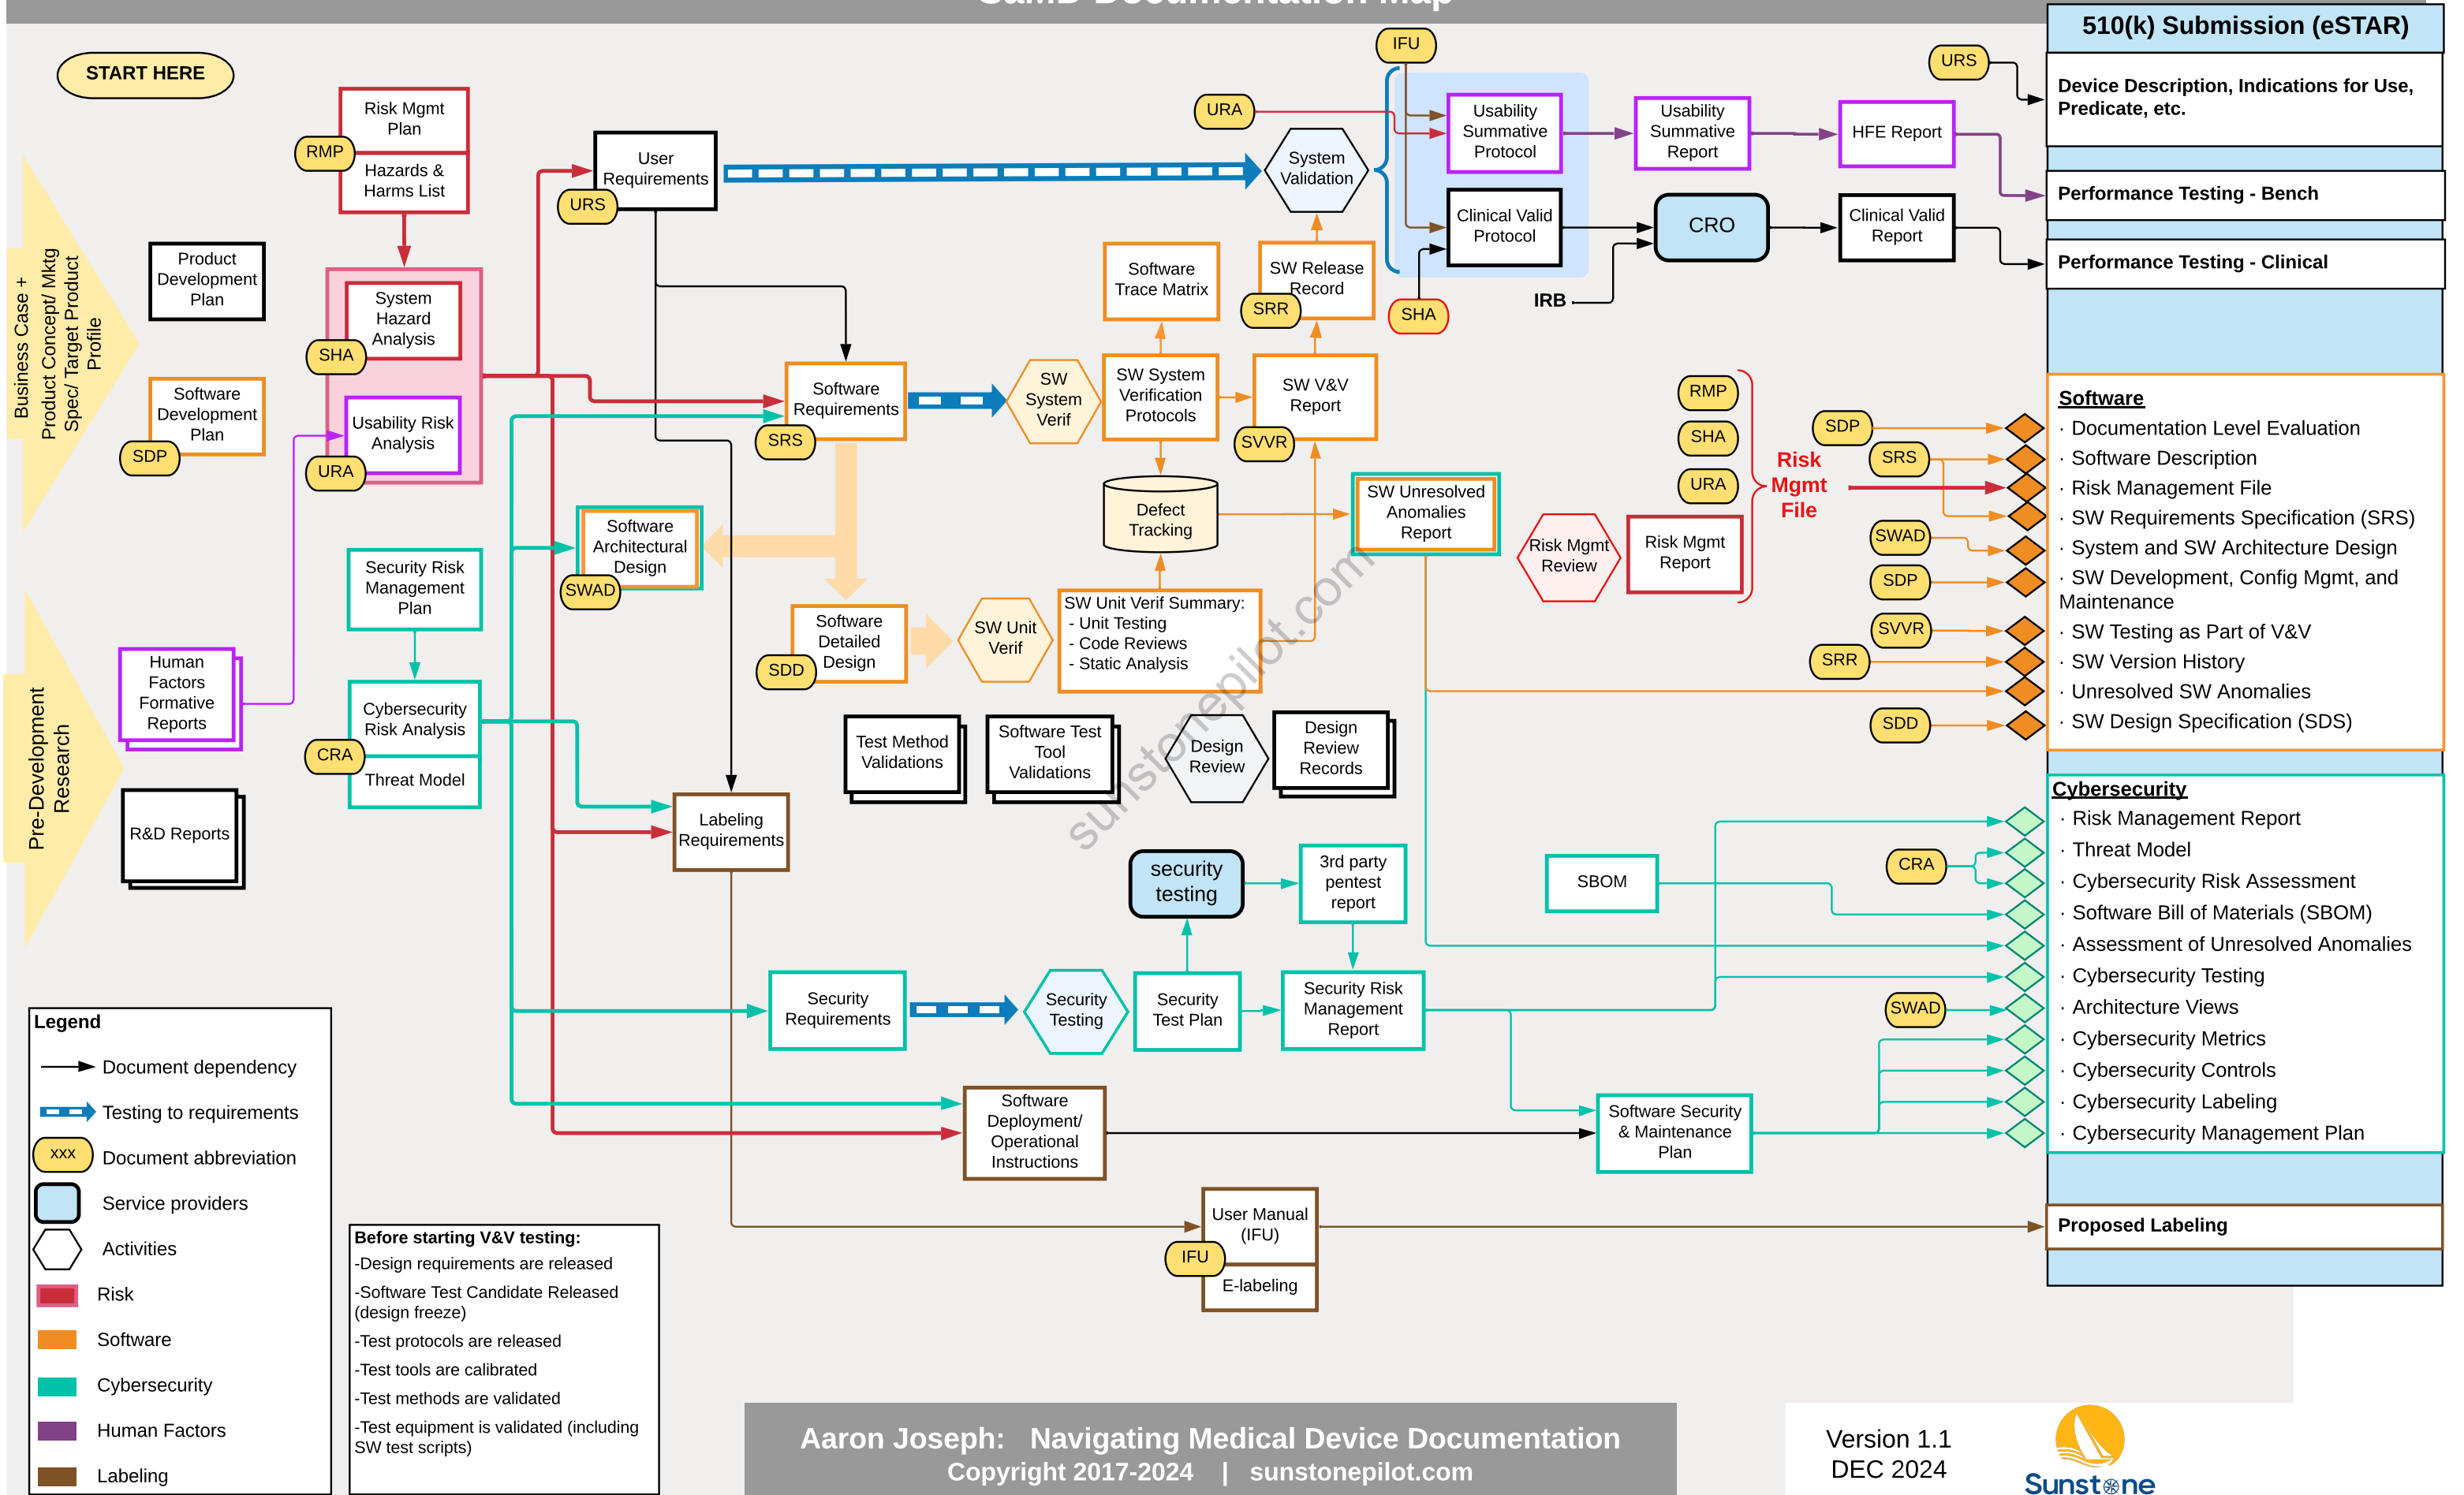 SaMD Documentation Map
START HERE
Business Case +
Product Concept/ Mktg
Spec/ Target Product
Profile
Pre-Development
Research
Product
Development
Plan
Software
Development
Plan
SDP
Human
Factors
Formative
Reports
R&D Reports
Risk Mgmt
Plan
RMP
Hazards &
Harms List
System
Hazard
Analysis
SHA
Usability Risk
Analysis
URA
Security Risk
Management
Plan
Cybersecurity
Risk Analysis
CRA
Threat Model
User
Requirements
URS
Software
Requirements
SRS
Software
Architectural
Design
SWAD
Software
Detailed
Design
SDD
Labeling
Requirements
Security
Requirements
SW
System
Verif
SW Unit
Verif
Software
Trace Matrix
SW System
Verification
Protocols
Defect
Tracking
SW Unit Verif Summary:
- Unit Testing
- Code Reviews
- Static Analysis
SW Release
Record
SRR
SW V&V
Report
SVVR
SW Unresolved
Anomalies
Report
Test Method
Validations
Software Test
Tool
Validations
Design
Review
Design
Review
Records
sunstonepilot.com
security
testing
3rd party
pentest
report
Security
Testing
Security
Test Plan
Security Risk
Management
Report
SBOM
Software
Deployment/
Operational
Instructions
Software Security
& Maintenance
Plan
User Manual
(IFU)
IFU
E-labeling
IFU
URA
System
Validation
Usability
Summative
Protocol
Usability
Summative
Report
HFE Report
Clinical Valid
Protocol
CRO
Clinical Valid
Report
SHA
IRB
URS
RMP
SHA
URA
Risk Mgmt
Review
Risk Mgmt
Report
Risk
Mgmt
File
SDP
SRS
SWAD
SDP
SVVR
SRR
SDD
CRA
SWAD
510(k) Submission (eSTAR)
Device Description, Indications for Use,
Predicate, etc.
Performance Testing - Bench
Performance Testing - Clinical
Software
· Documentation Level Evaluation
· Software Description
· Risk Management File
· SW Requirements Specification (SRS)
· System and SW Architecture Design
· SW Development, Config Mgmt, and
Maintenance
· SW Testing as Part of V&V
· SW Version History
· Unresolved SW Anomalies
· SW Design Specification (SDS)
Cybersecurity
· Risk Management Report
· Threat Model
· Cybersecurity Risk Assessment
· Software Bill of Materials (SBOM)
· Assessment of Unresolved Anomalies
· Cybersecurity Testing
· Architecture Views
· Cybersecurity Metrics
· Cybersecurity Controls
· Cybersecurity Labeling
· Cybersecurity Management Plan
Proposed Labeling
Legend
Document dependency
Testing to requirements
xxx
Document abbreviation
Service providers
Activities
Risk
Software
Cybersecurity
Human Factors
Labeling
Before starting V&V testing:
-Design requirements are released
-Software Test Candidate Released
(design freeze)
-Test protocols are released
-Test tools are calibrated
-Test methods are validated
-Test equipment is validated (including
SW test scripts)
Aaron Joseph: Navigating Medical Device Documentation
Copyright 2017-2024 | sunstonepilot.com
Version 1.1
DEC 2024
Sunstone